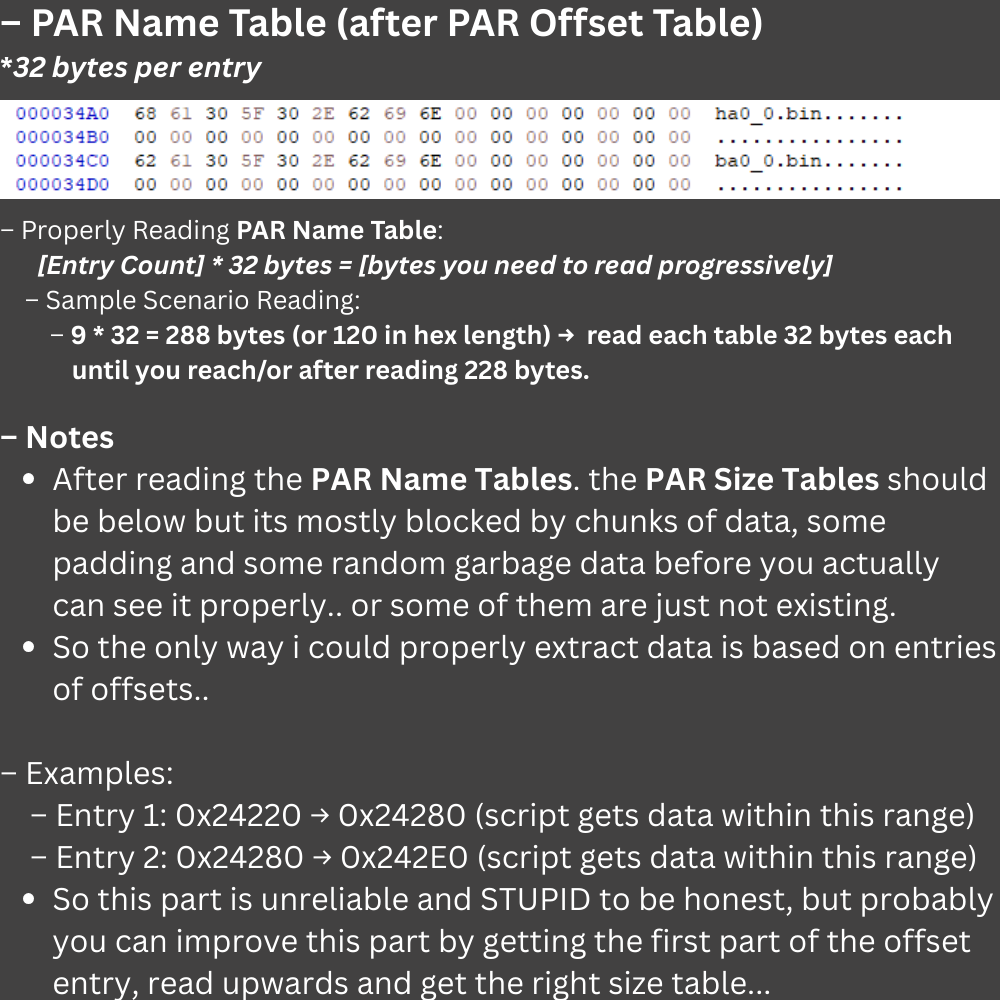 – PAR Name Table (after PAR Offset Table)
*32 bytes per entry
000034A0 68 61 30 5F 30 2E 62 69 6E 00 00 00 00 00 00 00 ha0_0.bin.......
000034B0 00 00 00 00 00 00 00 00 00 00 00 00 00 00 00 00 ................
000034C0 62 61 30 5F 30 2E 62 69 6E 00 00 00 00 00 00 00 ba0_0.bin.......
000034D0 00 00 00 00 00 00 00 00 00 00 00 00 00 00 00 00 ................
– Properly Reading PAR Name Table:
[Entry Count] * 32 bytes = [bytes you need to read progressively]
– Sample Scenario Reading:
– 9 * 32 = 288 bytes (or 120 in hex length) → read each table 32 bytes each
until you reach/or after reading 228 bytes.
– Notes
• After reading the PAR Name Tables. the PAR Size Tables should
be below but its mostly blocked by chunks of data, some
padding and some random garbage data before you actually
can see it properly.. or some of them are just not existing.
• So the only way i could properly extract data is based on entries
of offsets..
– Examples:
– Entry 1: 0x24220 → 0x24280 (script gets data within this range)
– Entry 2: 0x24280 → 0x242E0 (script gets data within this range)
• So this part is unreliable and STUPID to be honest, but probably
you can improve this part by getting the first part of the offset
entry, read upwards and get the right size table...